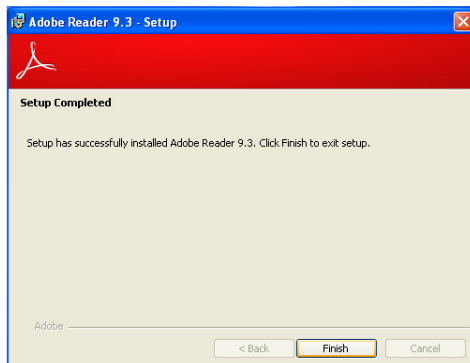 Adobe Reader 9.3 - Setup
Setup Completed
Setup has successfully installed Adobe Reader 9.3. Click Finish to exit setup.
Adobe
< Back Finish Cancel